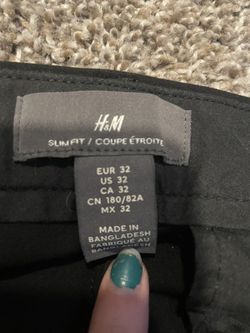 H&M
SLIM FIT / COUPE ÉTROITE
EUR 32
US 32
CA 32
CN 180/82A
MX 32
MADE IN
BANGLADESH
FABRIQUÉ AU
BANGLADESH